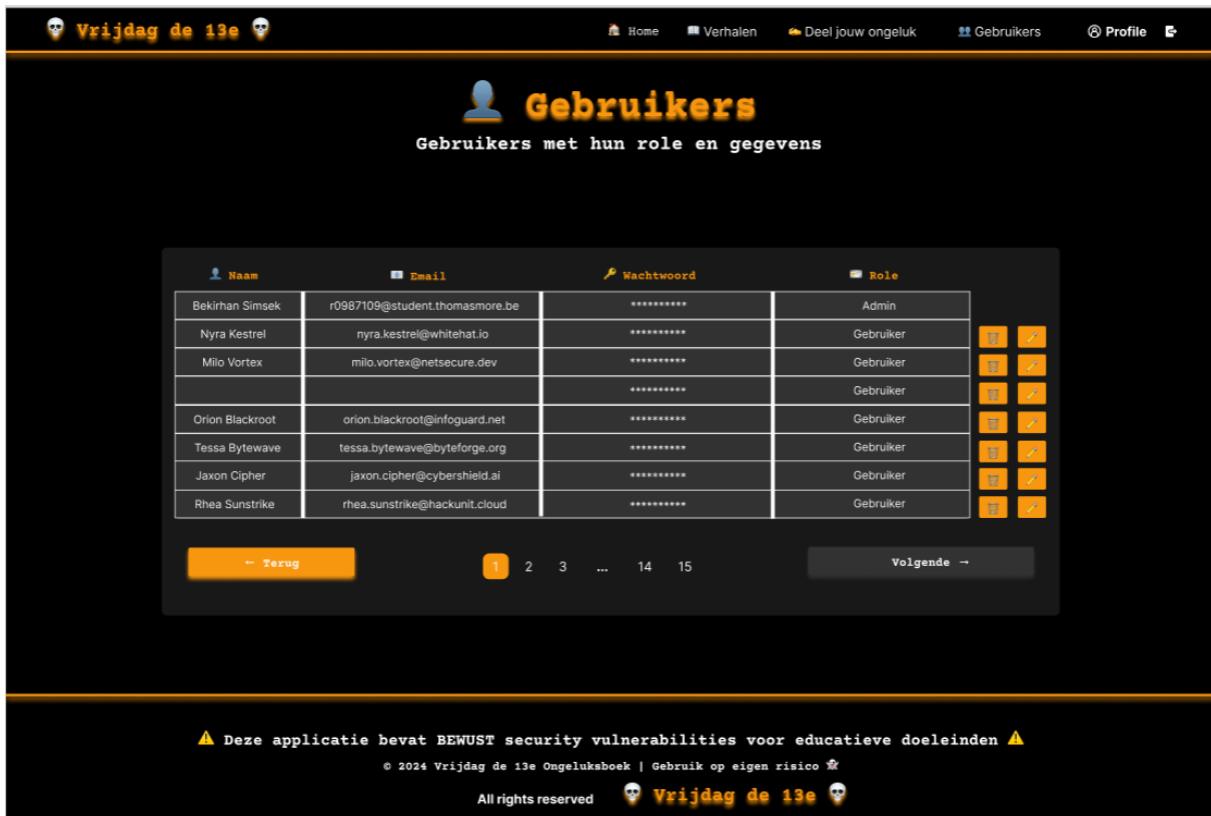 Vrijdag de 13e Home Verhalen Deel jouw ongeluk Gebruikers Profile
Gebruikers
Gebruikers met hun role en gegevens
Naam Email Wachtwoord Role
Bekirhan Simsek r0987109@student.thomasmore.be ********** Admin
Nyra Kestrel nyra.kestrel@whitehat.io ********** Gebruiker
Milo Vortex milo.vortex@netsecure.dev ********** Gebruiker
********** Gebruiker
Orion Blackroot orion.blackroot@infoguard.net ********** Gebruiker
Tessa Bytewave tessa.bytewave@byteforge.org ********** Gebruiker
Jaxon Cipher jaxon.cipher@cybershield.ai ********** Gebruiker
Rhea Sunstrike rhea.sunstrike@hackunit.cloud ********** Gebruiker
← Terug 1 2 3 ... 14 15 Volgende →
⚠ Deze applicatie bevat BEWUST security vulnerabilities voor educatieve doeleinden ⚠
© 2024 Vrijdag de 13e Ongeluksboek | Gebruik op eigen risico
All rights reserved Vrijdag de 13e